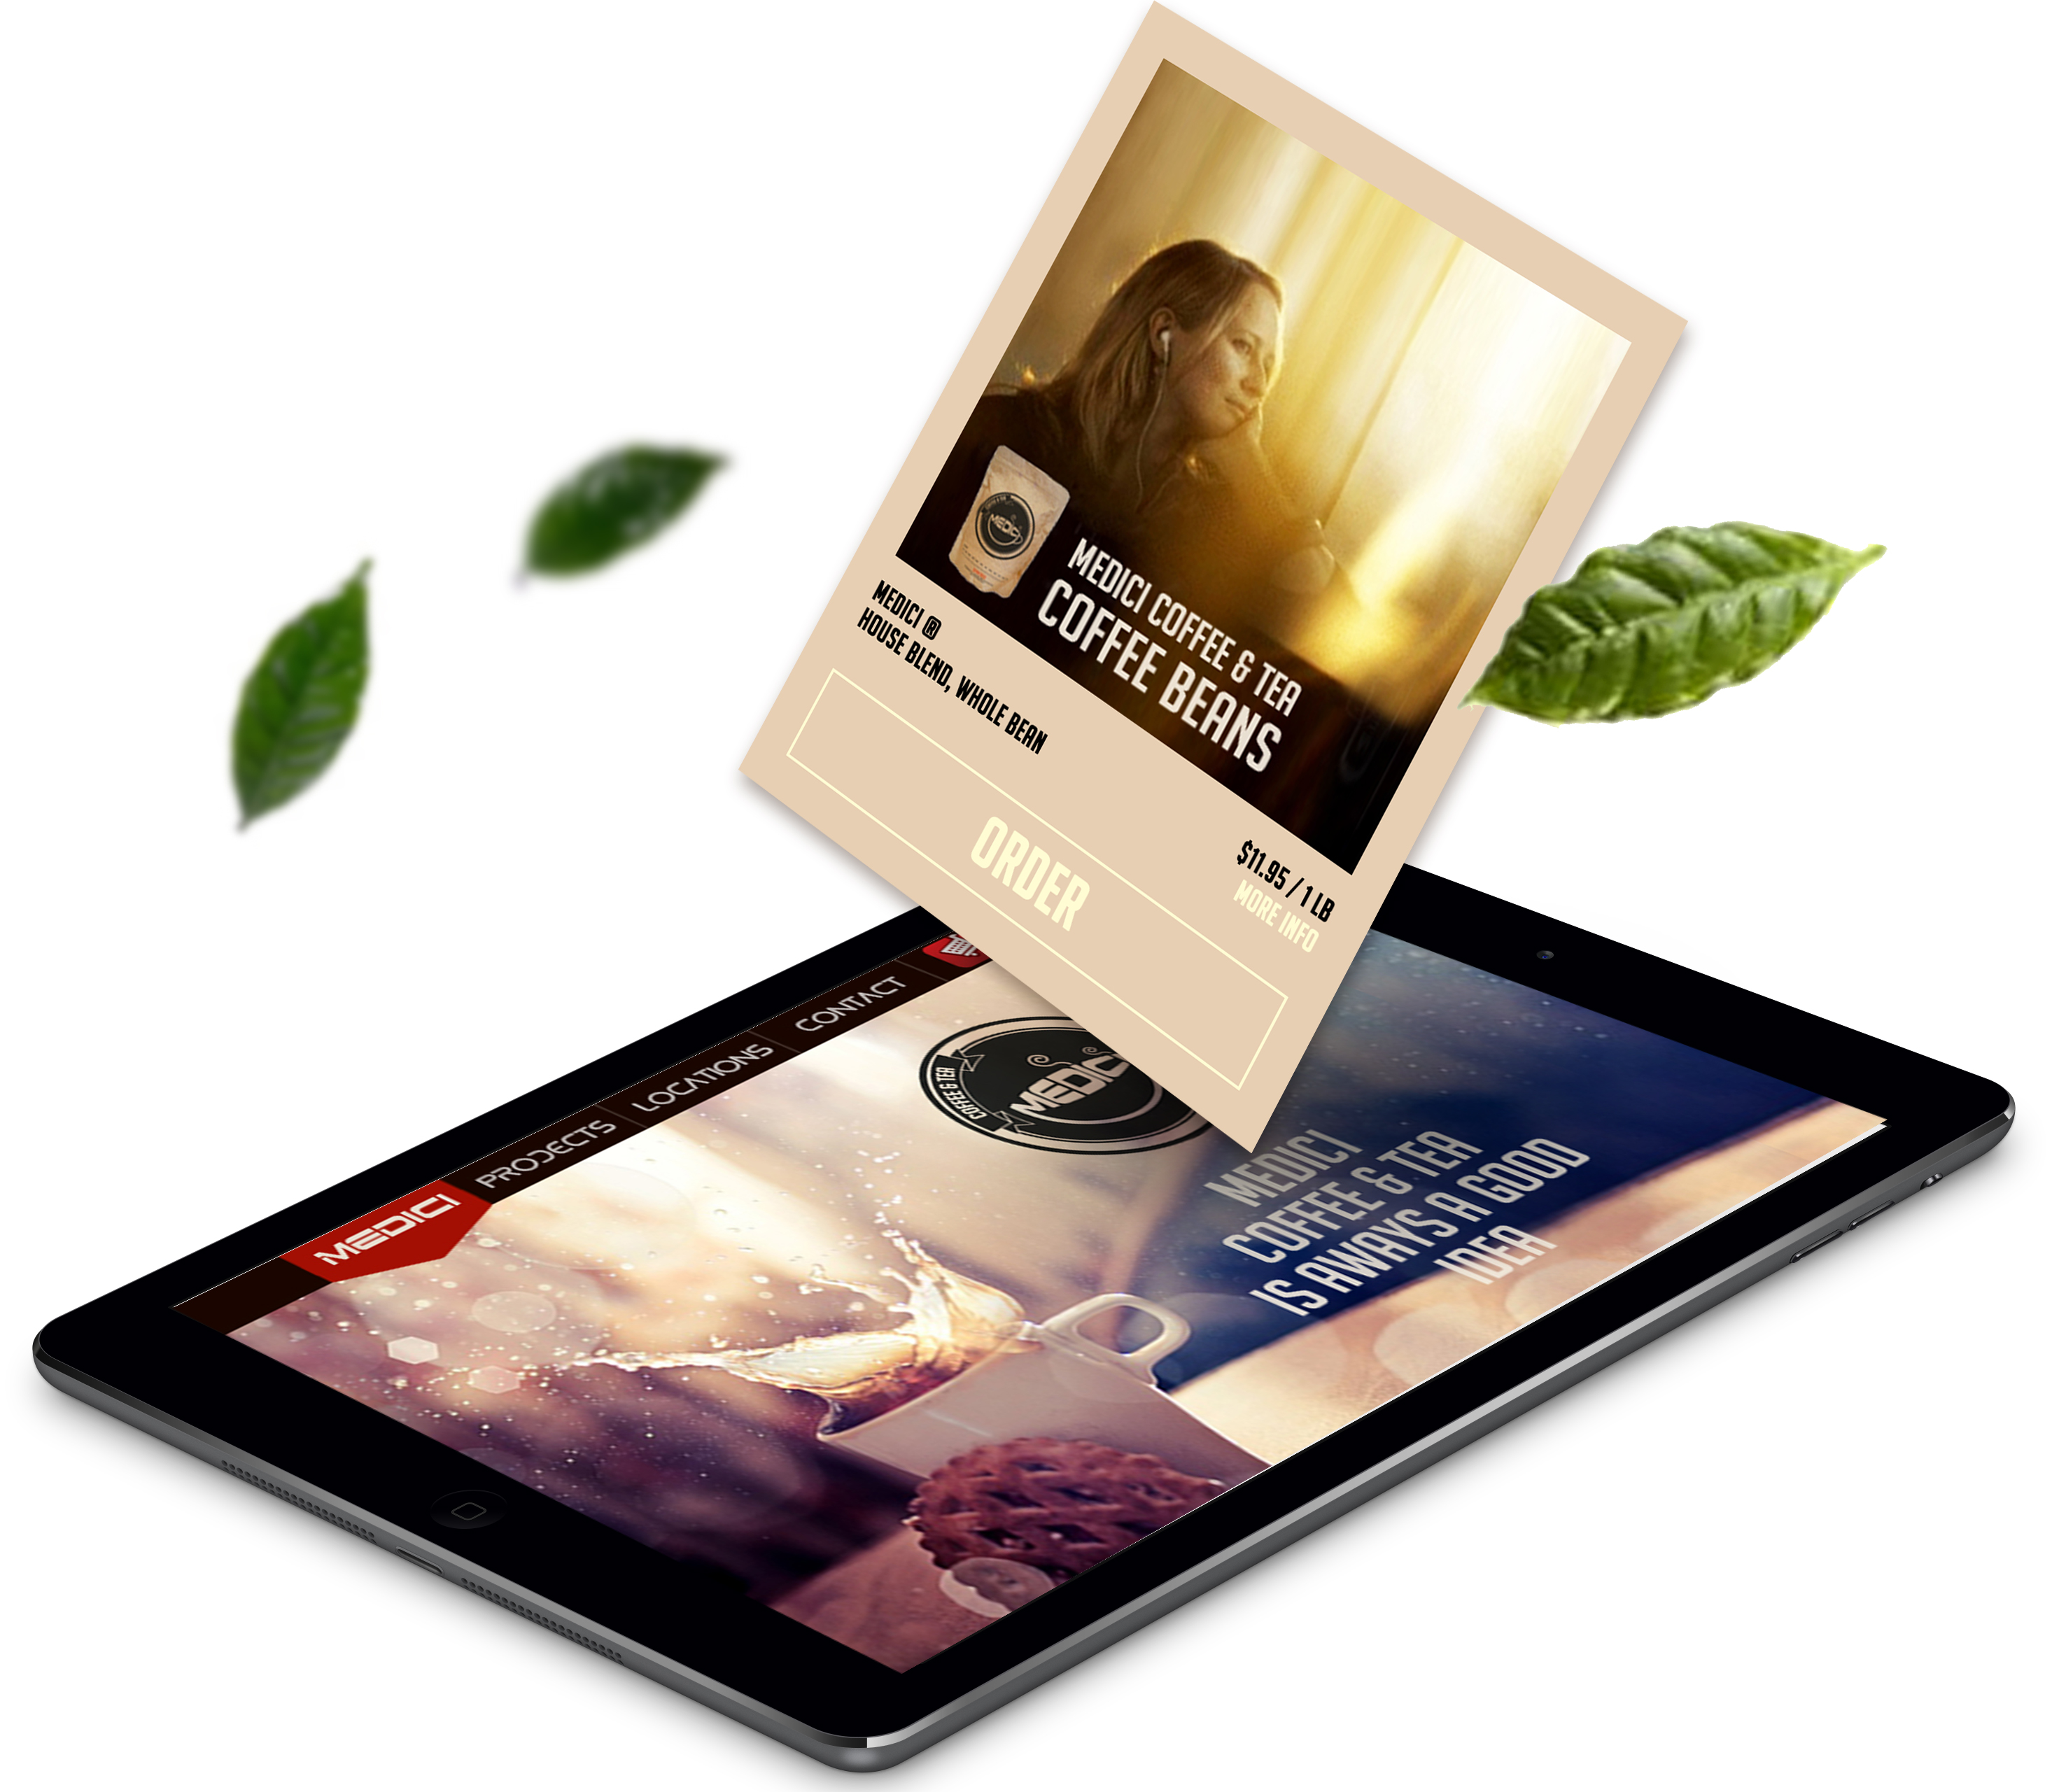 MEDICI
MEDICI COFFEE & TEA
COFFEE BEANS
MEDICI ®
HOUSE BLEND, WHOLE BEAN
$11.95 / 1 LB
MORE INFO
ORDER
MEDICI
PROJECTS
LOCATIONS
CONTACT
COFFEE & TEA
MEDICI
MEDICI
COFFEE & TEA
IS AWAYS A GOOD
IDEA